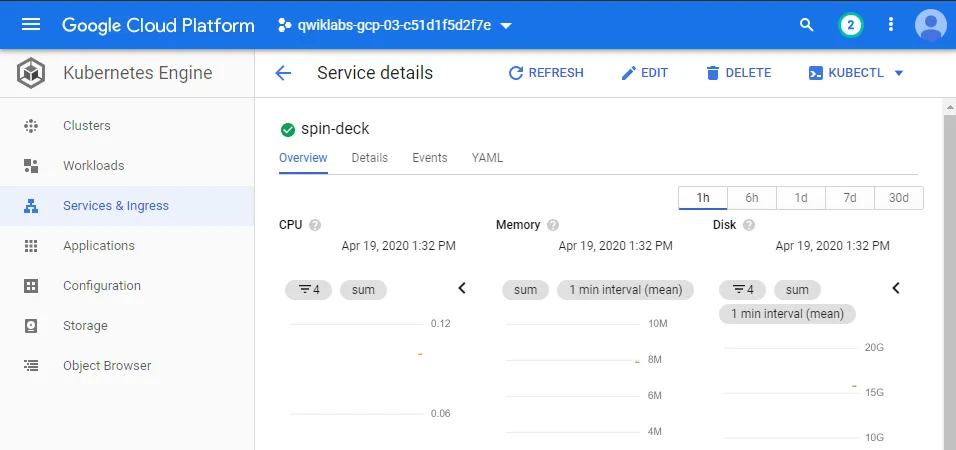 Google Cloud Platform
qwiklabs-gcp-03-c51d1f5d2f7e
2
Kubernetes Engine
Service details
REFRESH
EDIT
DELETE
KUBECTL
Clusters
Workloads
Services & Ingress
Applications
Configuration
Storage
Object Browser
spin-deck
Overview
Details
Events
YAML
1h
6h
1d
7d
30d
CPU ?
Apr 19, 2020 1:32 PM
4
sum
0.12
0.06
Memory ?
Apr 19, 2020 1:32 PM
sum
1 min interval (mean)
10M
8M
6M
4M
Disk ?
Apr 19, 2020 1:32 PM
4
sum
1 min interval (mean)
20G
15G
10G